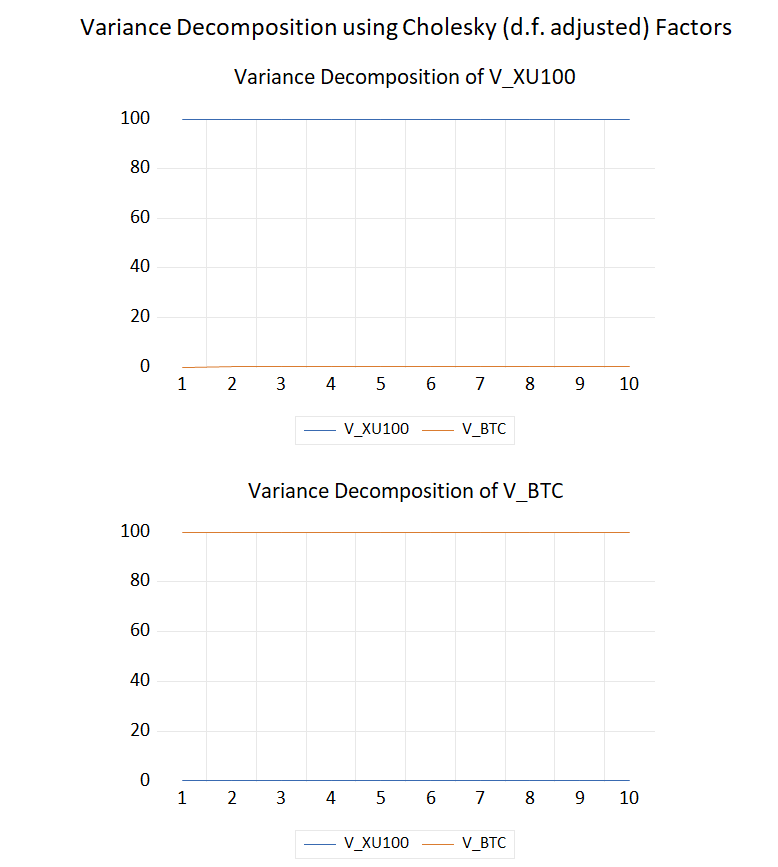 Variance Decomposition using Cholesky (d.f. adjusted) Factors
Variance Decomposition of V_XU100
100
80
60
40
20
0
1 2 3 4 5 6 7 8 9 10
V_XU100 V_BTC
Variance Decomposition of V_BTC
100
80
60
40
20
0
1 2 3 4 5 6 7 8 9 10
V_XU100 V_BTC